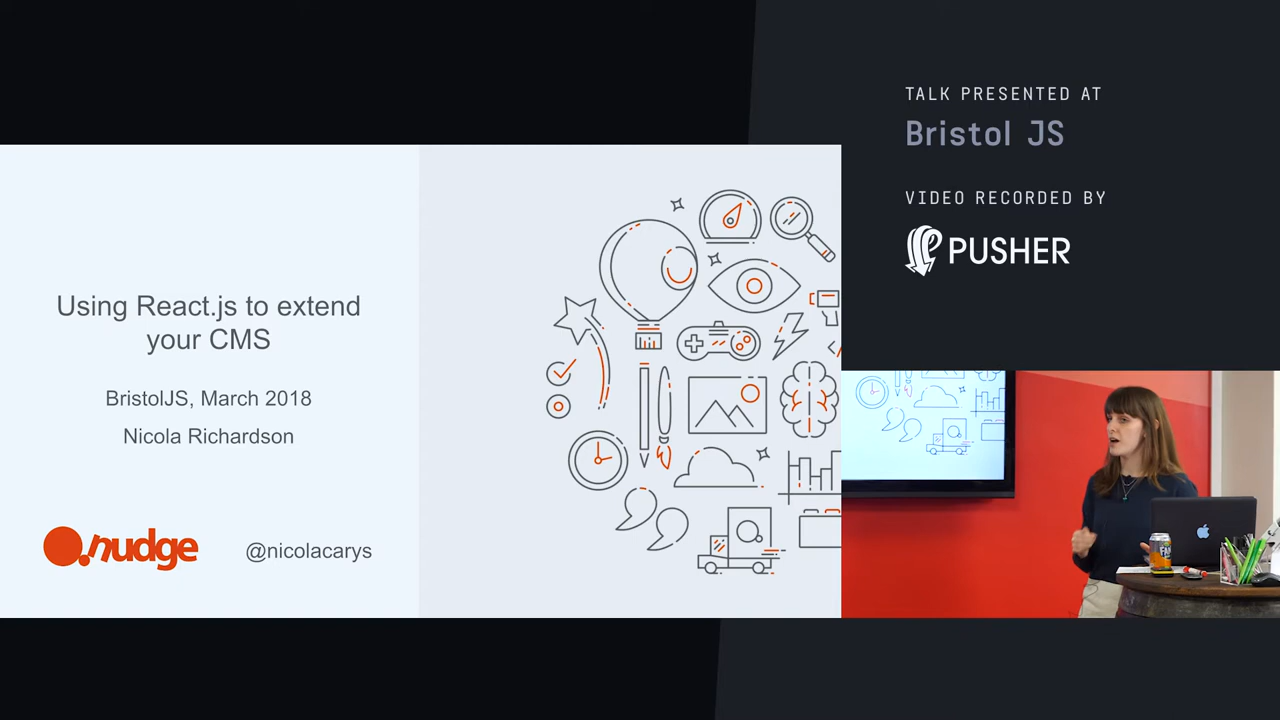 Using React.js to extend
your CMS
BristolJS, March 2018
Nicola Richardson
nudge
@nicolacarys
TALK PRESENTED AT
Bristol JS
VIDEO RECORDED BY
PUSHER